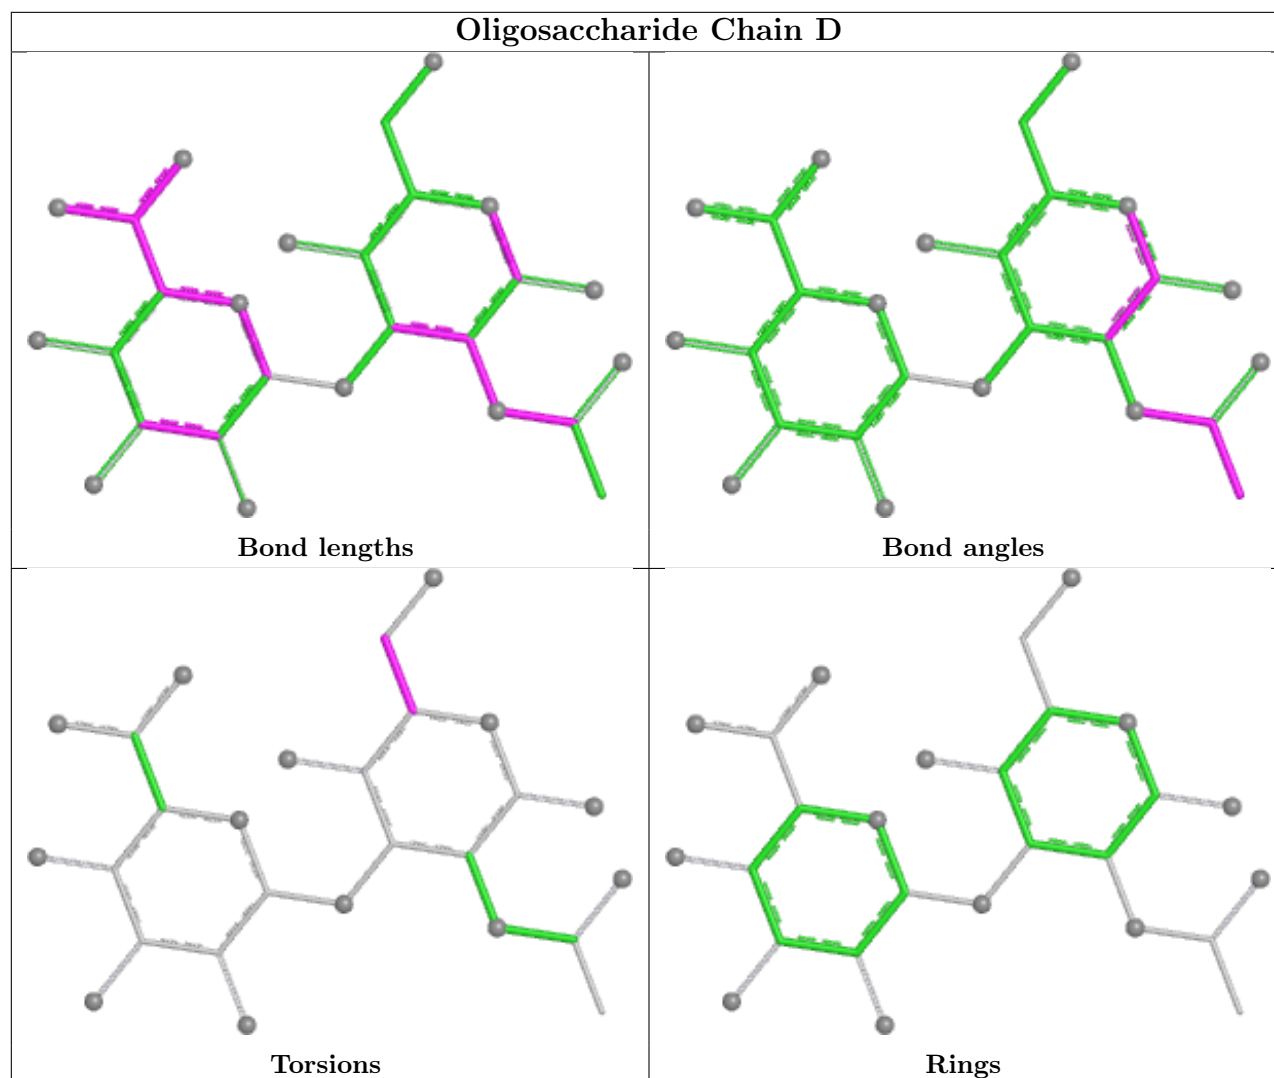 Oligosaccharide Chain D
Bond lengths
Bond angles
Torsions
Rings